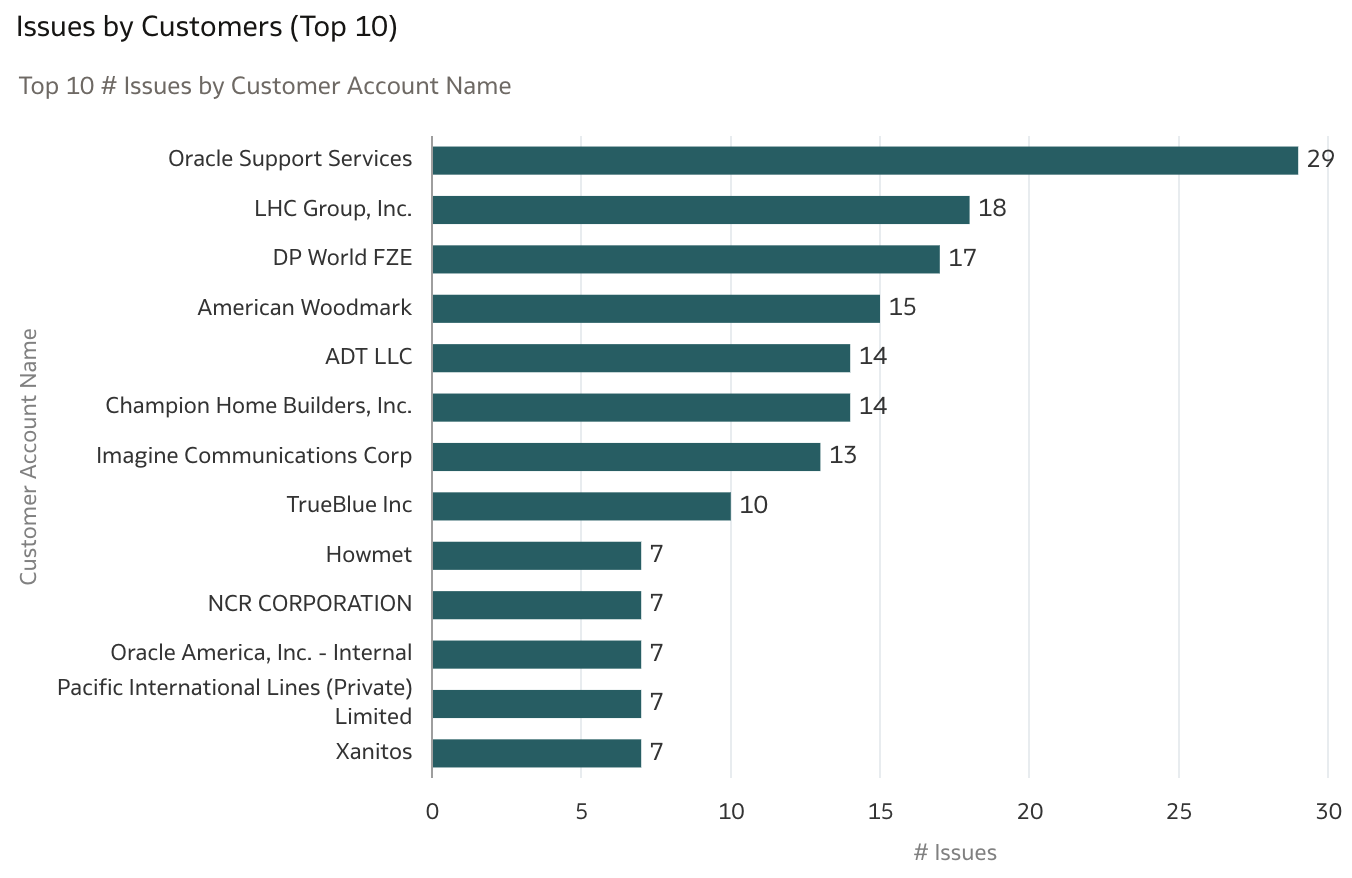 Issues by Customers (Top 10)
Top 10 # Issues by Customer Account Name
Customer Account Name
Oracle Support Services 29
LHC Group, Inc. 18
DP World FZE 17
American Woodmark 15
ADT LLC 14
Champion Home Builders, Inc. 14
Imagine Communications Corp 13
TrueBlue Inc 10
Howmet 7
NCR CORPORATION 7
Oracle America, Inc. - Internal 7
Pacific International Lines (Private)
Limited 7
Xanitos 7
0 5 10 15 20 25 30
# Issues